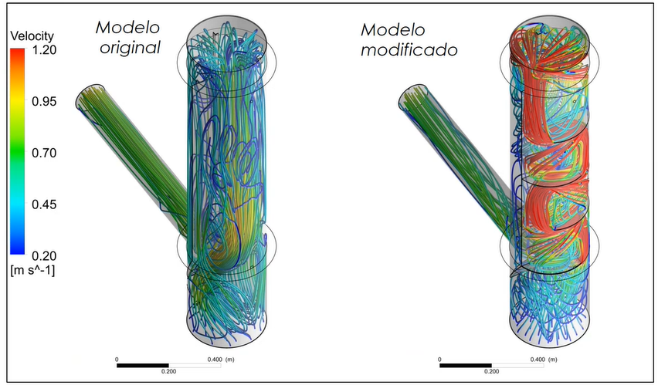 Modelo
original
Modelo
modificado
Velocity
1.20
0.95
0.70
0.45
0.20
[m s^-1]
0 0.400 (m)
0.200
0 0.400 (m)
0.200